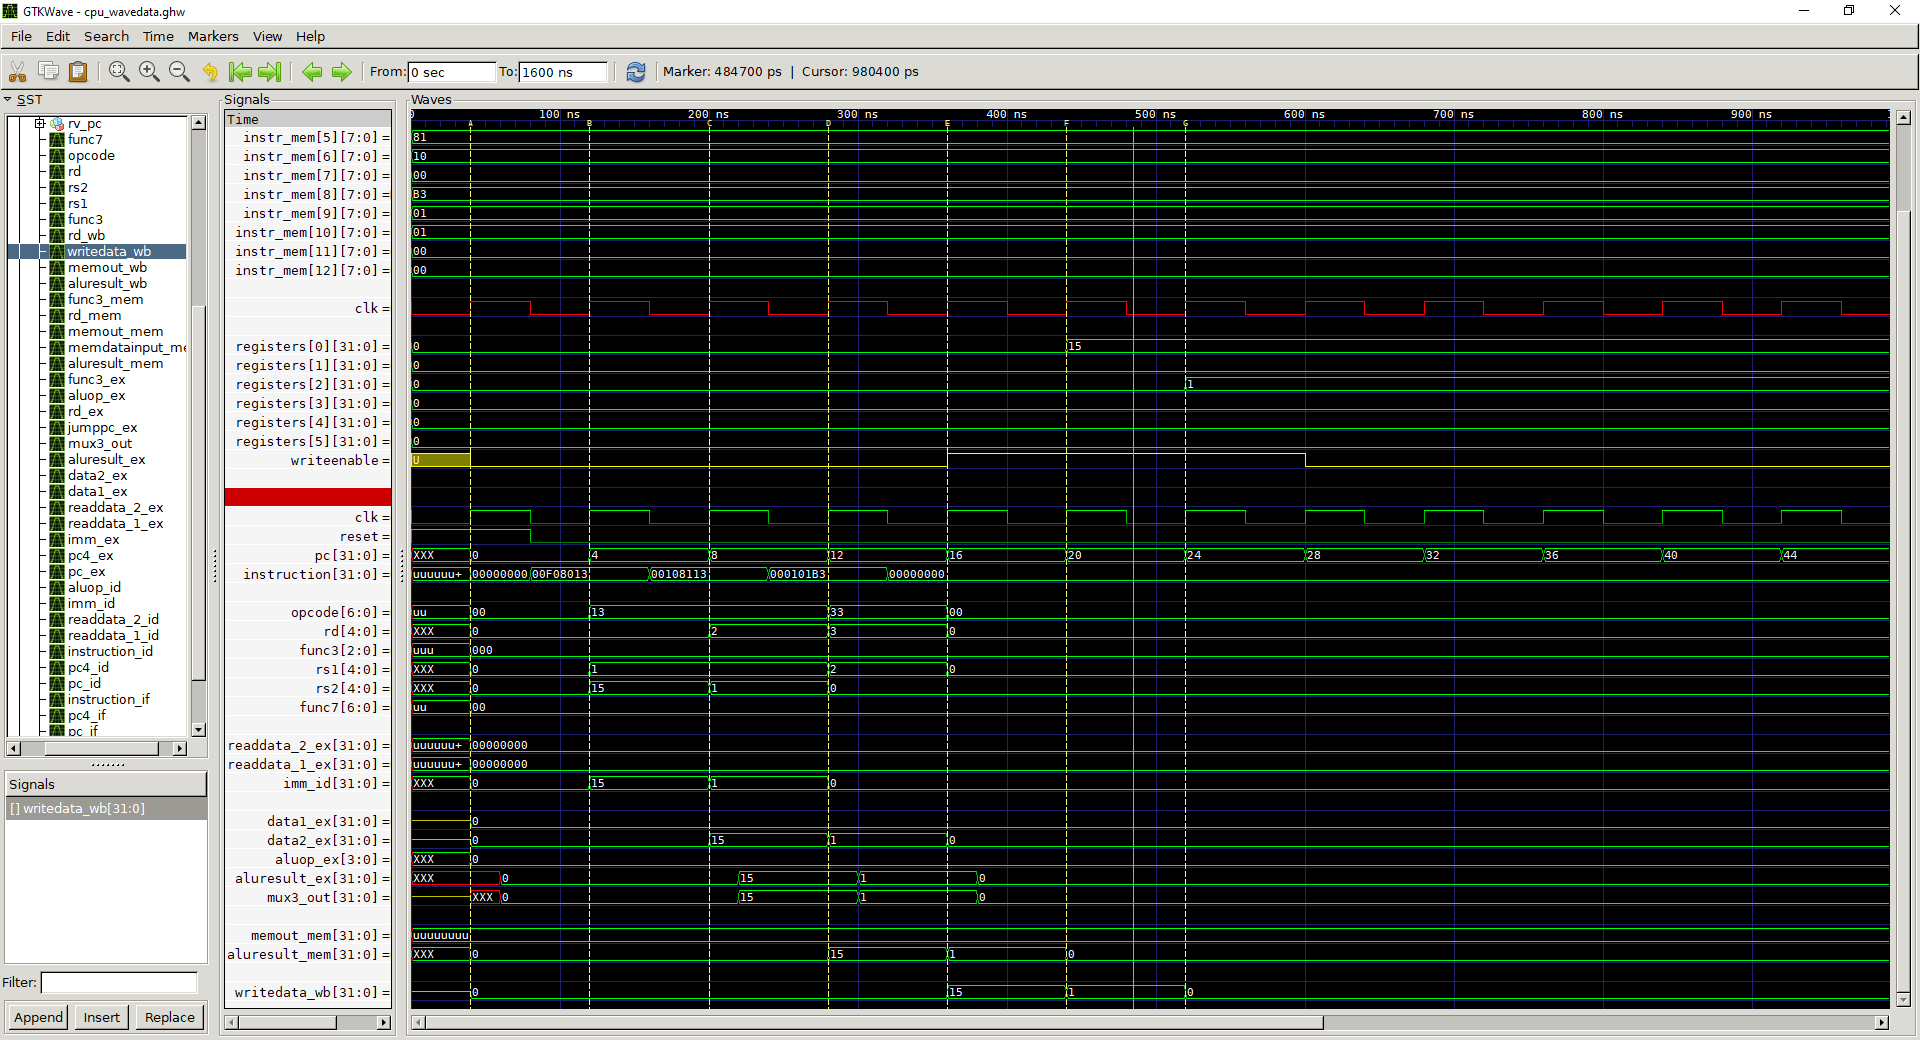 GTKWave - cpu_wavedata.ghw
File Edit Search Time Markers View Help
From: 0 sec To: 1600 ns Marker: 484700 ps | Cursor: 980400 ps
SST
rv_pc
func7
opcode
rd
rs2
rs1
func3
rd_wb
writedata_wb
memout_wb
aluresult_wb
func3_mem
rd_mem
memout_mem
memdatainput_me
aluresult_mem
func3_ex
aluop_ex
rd_ex
jumppc_ex
mux3_out
aluresult_ex
data2_ex
data1_ex
readdata_2_ex
readdata_1_ex
imm_ex
pc4_ex
pc_ex
aluop_id
imm_id
readdata_2_id
readdata_1_id
instruction_id
pc4_id
pc_id
instruction_if
pc4_if
pc_if
Signals
[] writedata_wb[31:0]
Filter:
Append Insert Replace
Signals
Waves
Time
0 100 ns 200 ns 300 ns 400 ns 500 ns 600 ns 700 ns 800 ns 900 ns 1
A B C D E F G
instr_mem[5][7:0] = 81
instr_mem[6][7:0] = 10
instr_mem[7][7:0] = 00
instr_mem[8][7:0] = B3
instr_mem[9][7:0] = 01
instr_mem[10][7:0] = 01
instr_mem[11][7:0] = 00
instr_mem[12][7:0] = 00
clk =
registers[0][31:0] = 0 15
registers[1][31:0] = 0
registers[2][31:0] = 0 1
registers[3][31:0] = 0
registers[4][31:0] = 0
registers[5][31:0] = 0
writeenable = U
clk =
reset =
pc[31:0] = XXX 0 4 8 12 16 20 24 28 32 36 40 44
instruction[31:0] = uuuuuu+ 00000000 00F08013 00108113 000101B3 00000000
opcode[6:0] = uu 00 13 33 00
rd[4:0] = XXX 0 2 3 0
func3[2:0] = uuu 000
rs1[4:0] = XXX 0 1 2 0
rs2[4:0] = XXX 0 15 1 0
func7[6:0] = uu 00
readdata_2_ex[31:0] = uuuuuu+ 00000000
readdata_1_ex[31:0] = uuuuuu+ 00000000
imm_id[31:0] = XXX 0 15 1 0
data1_ex[31:0] = 0
data2_ex[31:0] = 0 15 1 0
aluop_ex[3:0] = XXX 0
aluresult_ex[31:0] = XXX 0 15 1 0
mux3_out[31:0] = XXX 0 15 1 0
memout_mem[31:0] = uuuuuuuu
aluresult_mem[31:0] = XXX 0 15 1 0
writedata_wb[31:0] = 0 15 1 0